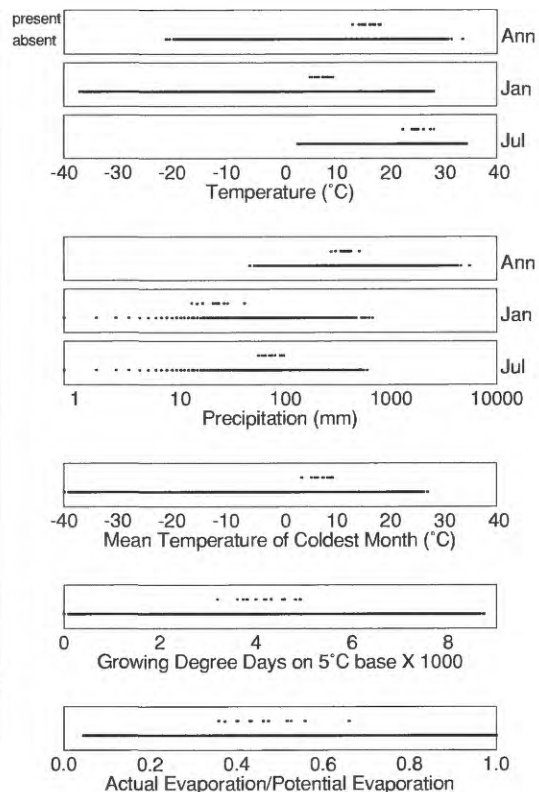 present
absent
Ann
Jan
Jul
-40 -30 -20 -10 0 10 20 30 40
Temperature (˚C)
Ann
Jan
Jul
1 10 100 1000 10000
Precipitation (mm)
-40 -30 -20 -10 0 10 20 30 40
Mean Temperature of Coldest Month (˚C)
0 2 4 6 8
Growing Degree Days on 5˚C base X 1000
0.0 0.2 0.4 0.6 0.8 1.0
Actual Evaporation/Potential Evaporation